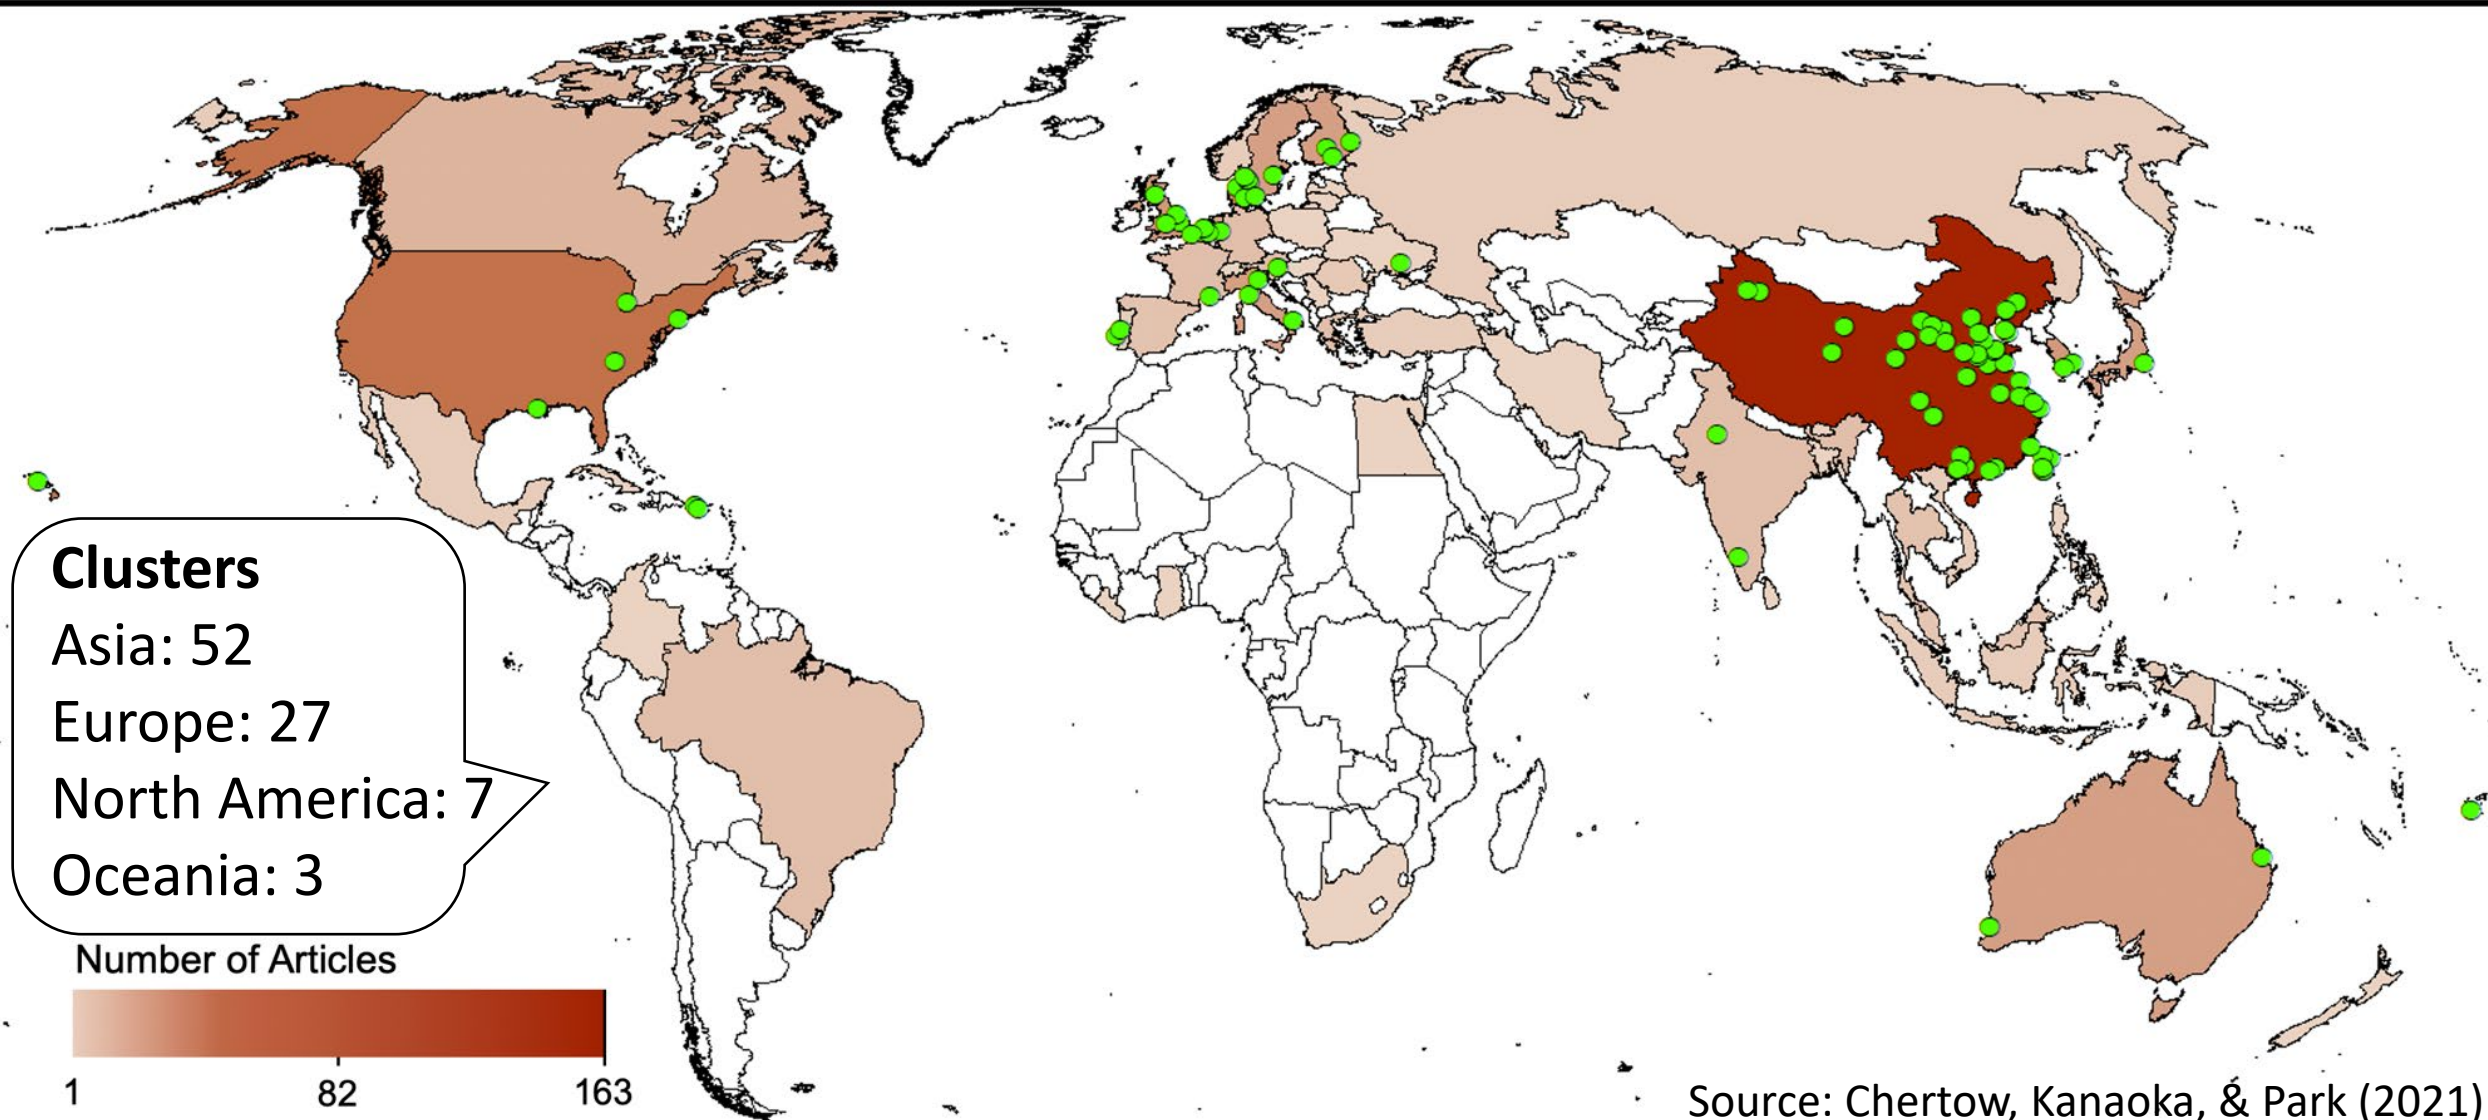 Clusters
Asia: 52
Europe: 27
North America: 7
Oceania: 3
Number of Articles
1 82 163
Source: Chertow, Kanaoka, & Park (2021)